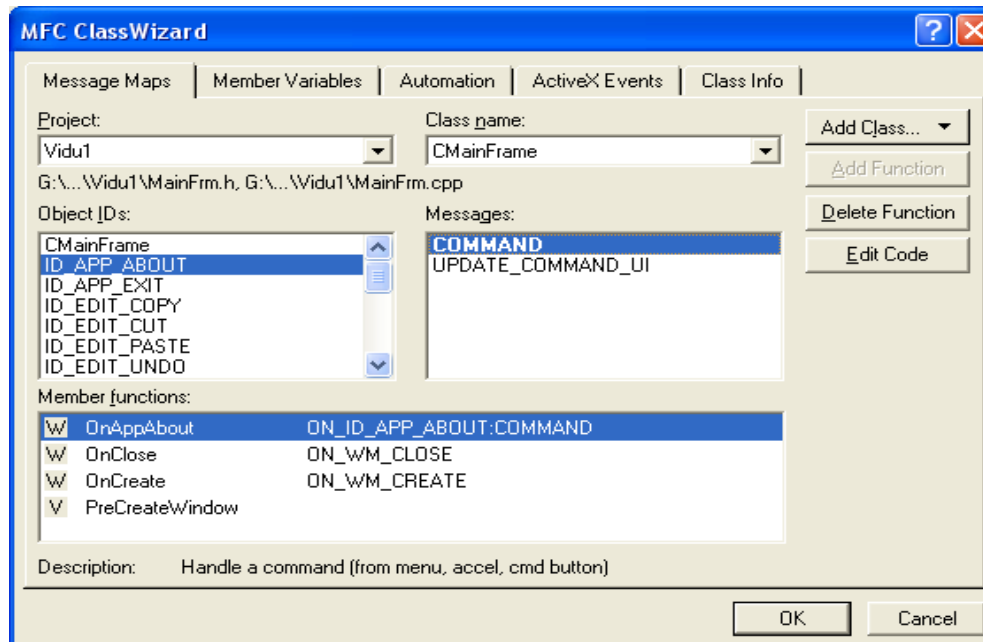 MFC ClassWizard
Message Maps Member Variables Automation ActiveX Events Class Info
Project: Class name:
Vidu1 CMainFrame Add Class...
G:\...\Vidu1\MainFrm.h, G:\...\Vidu1\MainFrm.cpp Add Function
Object IDs: Messages: Delete Function
CMainFrame COMMAND
ID_APP_ABOUT UPDATE_COMMAND_UI Edit Code
ID_APP_EXIT
ID_EDIT_COPY
ID_EDIT_CUT
ID_EDIT_PASTE
ID_EDIT_UNDO
Member functions:
W OnAppAbout ON_ID_APP_ABOUT:COMMAND
W OnClose ON_WM_CLOSE
W OnCreate ON_WM_CREATE
V PreCreateWindow
Description: Handle a command (from menu, accel, cmd button)
OK Cancel